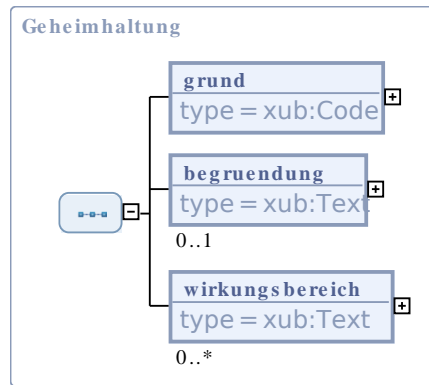 Geheimhaltung
grund
type = xub:Code
begruendung
type = xub:Text
0..1
wirkungsbereich
type = xub:Text
0..*